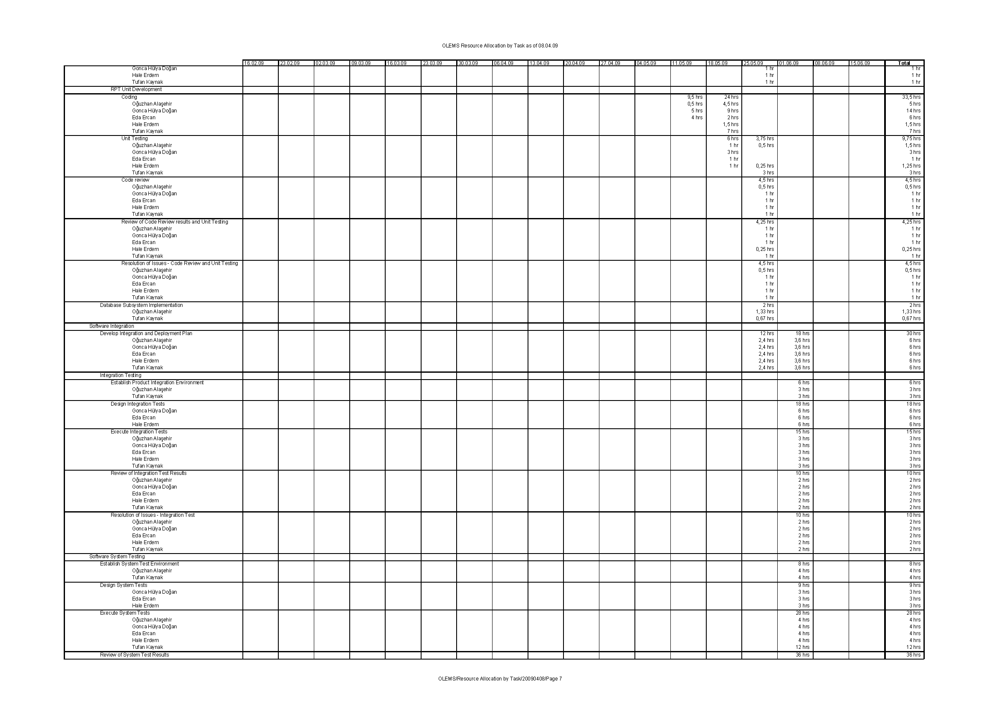 OLEMS Resource Allocation by Task as of 08.04.09
16.02.09 23.02.09 02.03.09 09.03.09 16.03.09 23.03.09 30.03.09 06.04.09 13.04.09 20.04.09 27.04.09 04.05.09 11.05.09 18.05.09 25.05.09 01.06.09 08.06.09 15.06.09 Total
Gonca Hülya Doğan 1 hr 1 hr
Hale Erdem 1 hr 1 hr
Tufan Kaynak 1 hr 1 hr
RPT Unit Development
Coding 9,5 hrs 24 hrs 33,5 hrs
Oğuzhan Alaşehir 0,5 hrs 4,5 hrs 5 hrs
Gonca Hülya Doğan 5 hrs 9 hrs 14 hrs
Eda Ercan 4 hrs 2 hrs 6 hrs
Hale Erdem 1,5 hrs 1,5 hrs
Tufan Kaynak 7 hrs 7 hrs
Unit Testing 6 hrs 3,75 hrs 9,75 hrs
Oğuzhan Alaşehir 1 hr 0,5 hrs 1,5 hrs
Gonca Hülya Doğan 3 hrs 3 hrs
Eda Ercan 1 hr 1 hr
Hale Erdem 1 hr 0,25 hrs 1,25 hrs
Tufan Kaynak 3 hrs 3 hrs
Code review 4,5 hrs 4,5 hrs
Oğuzhan Alaşehir 0,5 hrs 0,5 hrs
Gonca Hülya Doğan 1 hr 1 hr
Eda Ercan 1 hr 1 hr
Hale Erdem 1 hr 1 hr
Tufan Kaynak 1 hr 1 hr
Review of Code Review results and Unit Testing 4,25 hrs 4,25 hrs
Oğuzhan Alaşehir 1 hr 1 hr
Gonca Hülya Doğan 1 hr 1 hr
Eda Ercan 1 hr 1 hr
Hale Erdem 0,25 hrs 0,25 hrs
Tufan Kaynak 1 hr 1 hr
Resolution of Issues - Code Review and Unit Testing 4,5 hrs 4,5 hrs
Oğuzhan Alaşehir 0,5 hrs 0,5 hrs
Gonca Hülya Doğan 1 hr 1 hr
Eda Ercan 1 hr 1 hr
Hale Erdem 1 hr 1 hr
Tufan Kaynak 1 hr 1 hr
Database Subsystem Implementation 2 hrs 2 hrs
Oğuzhan Alaşehir 1,33 hrs 1,33 hrs
Tufan Kaynak 0,67 hrs 0,67 hrs
Software Integration
Develop Integration and Deployment Plan 12 hrs 18 hrs 30 hrs
Oğuzhan Alaşehir 2,4 hrs 3,6 hrs 6 hrs
Gonca Hülya Doğan 2,4 hrs 3,6 hrs 6 hrs
Eda Ercan 2,4 hrs 3,6 hrs 6 hrs
Hale Erdem 2,4 hrs 3,6 hrs 6 hrs
Tufan Kaynak 2,4 hrs 3,6 hrs 6 hrs
Integration Testing
Establish Product Integration Environment 6 hrs 6 hrs
Oğuzhan Alaşehir 3 hrs 3 hrs
Tufan Kaynak 3 hrs 3 hrs
Design Integration Tests 18 hrs 18 hrs
Gonca Hülya Doğan 6 hrs 6 hrs
Eda Ercan 6 hrs 6 hrs
Hale Erdem 6 hrs 6 hrs
Execute Integration Tests 15 hrs 15 hrs
Oğuzhan Alaşehir 3 hrs 3 hrs
Gonca Hülya Doğan 3 hrs 3 hrs
Eda Ercan 3 hrs 3 hrs
Hale Erdem 3 hrs 3 hrs
Tufan Kaynak 3 hrs 3 hrs
Review of Integration Test Results 10 hrs 10 hrs
Oğuzhan Alaşehir 2 hrs 2 hrs
Gonca Hülya Doğan 2 hrs 2 hrs
Eda Ercan 2 hrs 2 hrs
Hale Erdem 2 hrs 2 hrs
Tufan Kaynak 2 hrs 2 hrs
Resolution of Issues - Integration Test 10 hrs 10 hrs
Oğuzhan Alaşehir 2 hrs 2 hrs
Gonca Hülya Doğan 2 hrs 2 hrs
Eda Ercan 2 hrs 2 hrs
Hale Erdem 2 hrs 2 hrs
Tufan Kaynak 2 hrs 2 hrs
Software System Testing
Establish System Test Environment 8 hrs 8 hrs
Oğuzhan Alaşehir 4 hrs 4 hrs
Tufan Kaynak 4 hrs 4 hrs
Design System Tests 9 hrs 9 hrs
Gonca Hülya Doğan 3 hrs 3 hrs
Eda Ercan 3 hrs 3 hrs
Hale Erdem 3 hrs 3 hrs
Execute System Tests 28 hrs 28 hrs
Oğuzhan Alaşehir 4 hrs 4 hrs
Gonca Hülya Doğan 4 hrs 4 hrs
Eda Ercan 4 hrs 4 hrs
Hale Erdem 4 hrs 4 hrs
Tufan Kaynak 12 hrs 12 hrs
Review of System Test Results 36 hrs 36 hrs
OLEMS/Resource Allocation by Task/20090408/Page 7